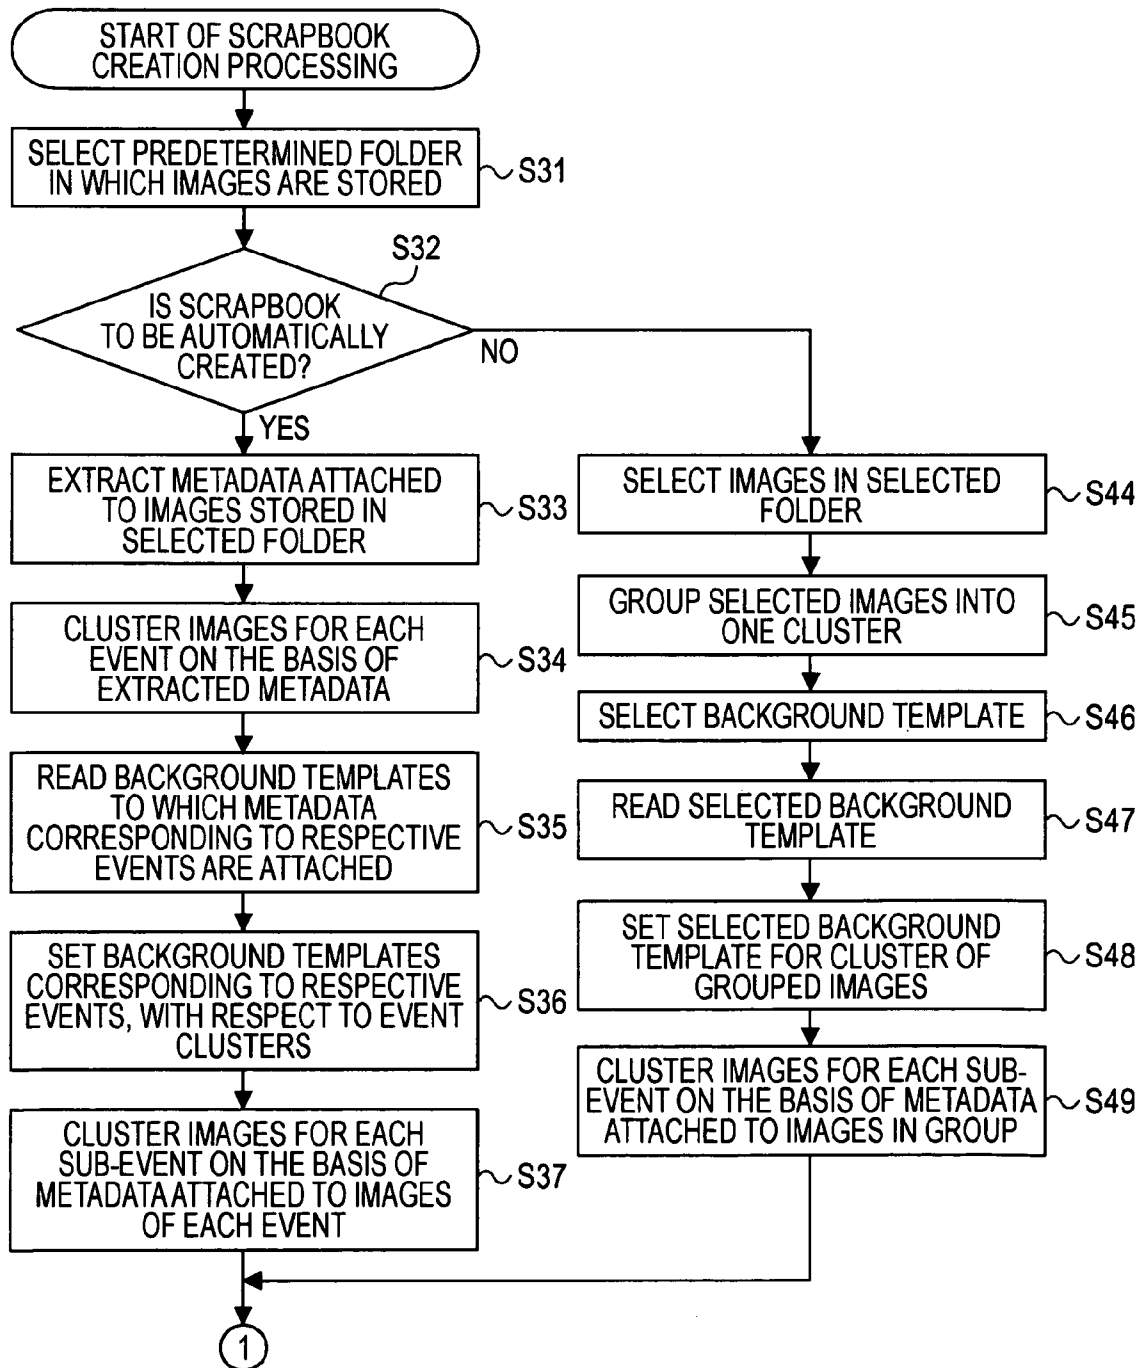 START OF SCRAPBOOK
CREATION PROCESSING
SELECT PREDETERMINED FOLDER
IN WHICH IMAGES ARE STORED
S31
S32
IS SCRAPBOOK
TO BE AUTOMATICALLY
CREATED?
NO
YES
EXTRACT METADATA ATTACHED
TO IMAGES STORED IN
SELECTED FOLDER
S33
CLUSTER IMAGES FOR EACH
EVENT ON THE BASIS OF
EXTRACTED METADATA
S34
READ BACKGROUND TEMPLATES
TO WHICH METADATA
CORRESPONDING TO RESPECTIVE
EVENTS ARE ATTACHED
S35
SET BACKGROUND TEMPLATES
CORRESPONDING TO RESPECTIVE
EVENTS, WITH RESPECT TO EVENT
CLUSTERS
S36
CLUSTER IMAGES FOR EACH
SUB-EVENT ON THE BASIS OF
METADATA ATTACHED TO IMAGES
OF EACH EVENT
S37
SELECT IMAGES IN SELECTED
FOLDER
S44
GROUP SELECTED IMAGES INTO
ONE CLUSTER
S45
SELECT BACKGROUND TEMPLATE
S46
READ SELECTED BACKGROUND
TEMPLATE
S47
SET SELECTED BACKGROUND
TEMPLATE FOR CLUSTER OF
GROUPED IMAGES
S48
CLUSTER IMAGES FOR EACH SUB-
EVENT ON THE BASIS OF METADATA
ATTACHED TO IMAGES IN GROUP
S49
1